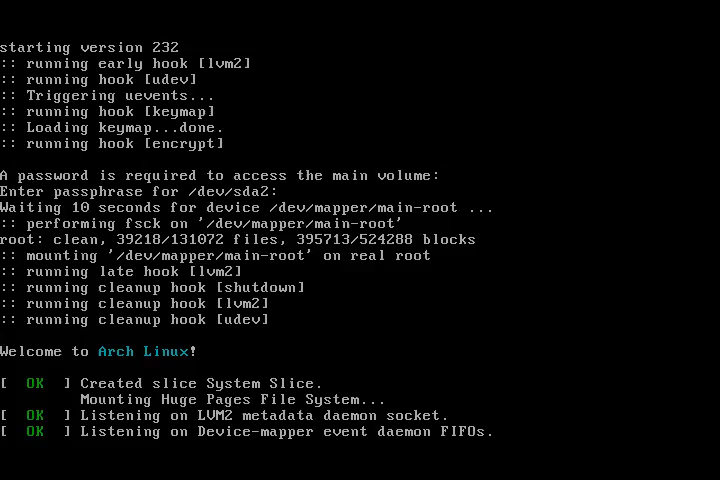 starting version 232
:: running early hook [lvm2]
:: running hook [udev]
:: Triggering uevents...
:: running hook [keymap]
:: Loading keymap...done.
:: running hook [encrypt]
A password is required to access the main volume:
Enter passphrase for /dev/sda2:
Waiting 10 seconds for device /dev/mapper/main-root ...
:: performing fsck on '/dev/mapper/main-root'
root: clean, 39218/131072 files, 395713/524288 blocks
:: mounting '/dev/mapper/main-root' on real root
:: running late hook [lvm2]
:: running cleanup hook [shutdown]
:: running cleanup hook [lvm2]
:: running cleanup hook [udev]
Welcome to Arch Linux!
[  OK  ] Created slice System Slice.
         Mounting Huge Pages File System...
[  OK  ] Listening on LVM2 metadata daemon socket.
[  OK  ] Listening on Device-mapper event daemon FIFOs.